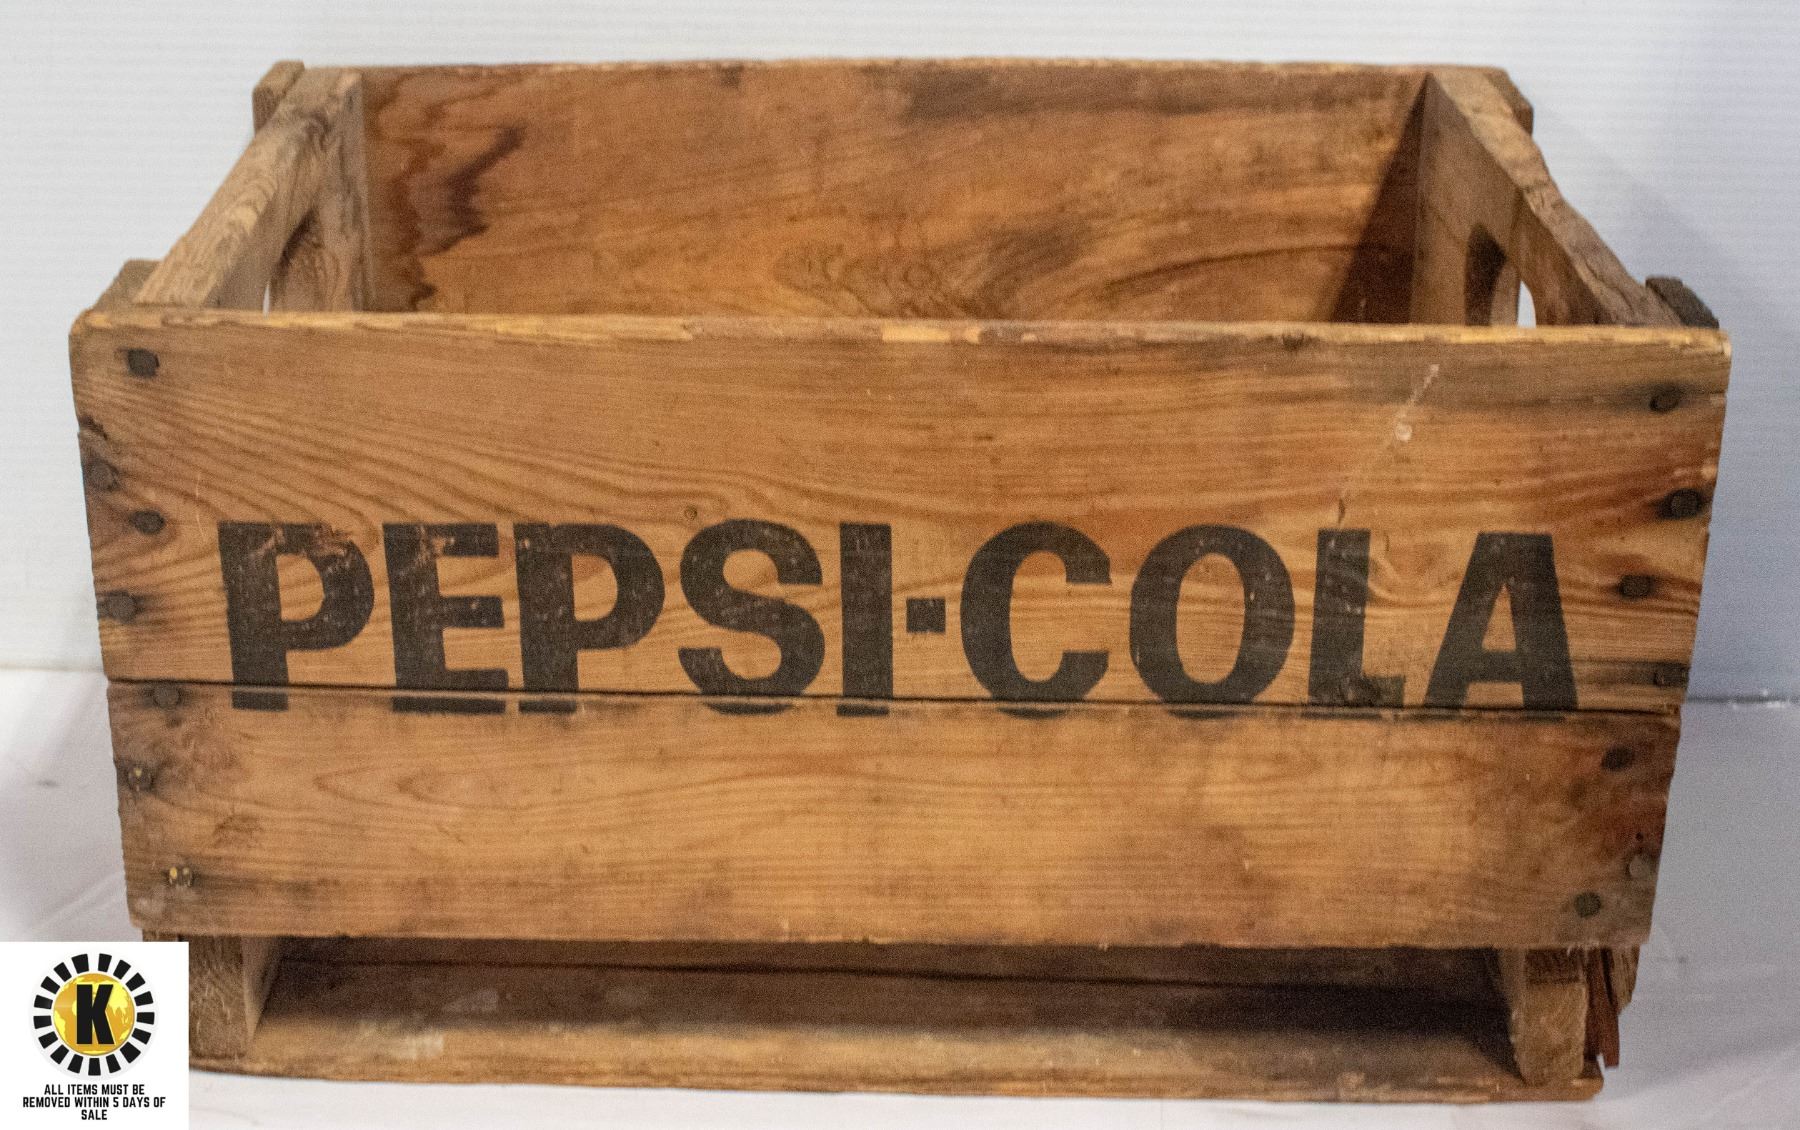 PEPSI·COLA
K
ALL ITEMS MUST BE
REMOVED WITHIN 5 DAYS OF
SALE